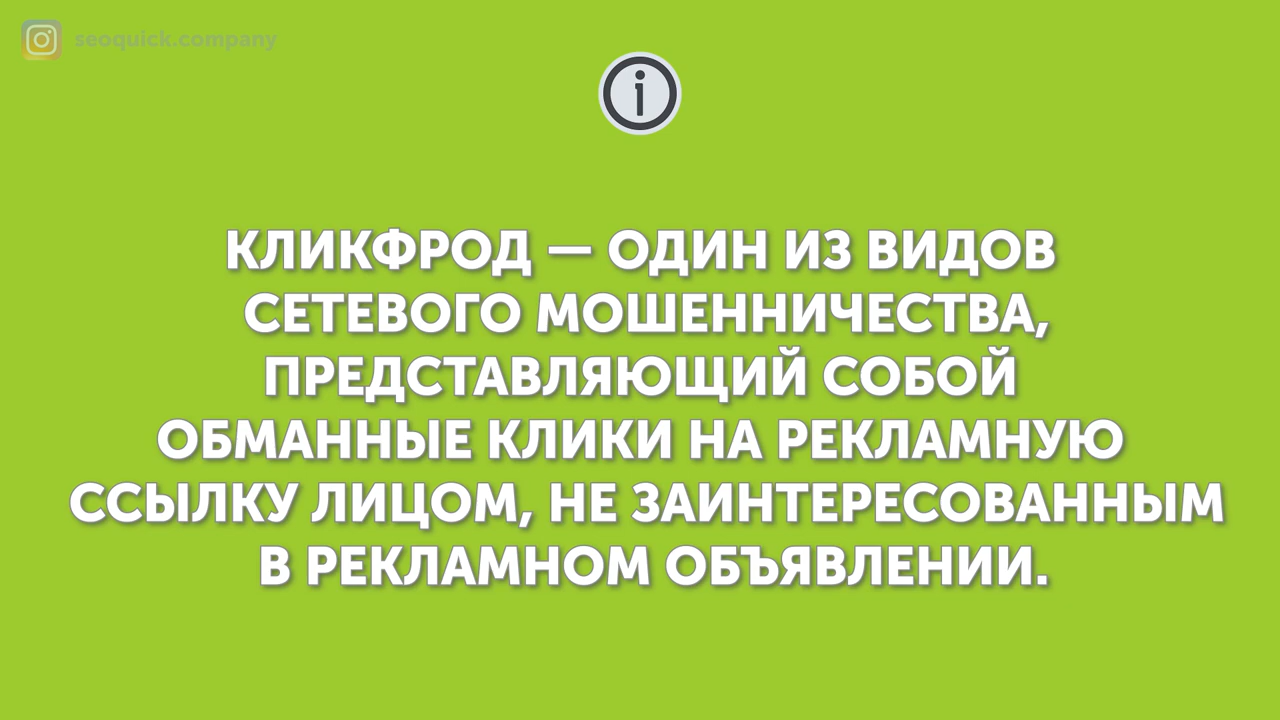 seoquick.company
КЛИКФРОД — ОДИН ИЗ ВИДОВ
СЕТЕВОГО МОШЕННИЧЕСТВА,
ПРЕДСТАВЛЯЮЩИЙ СОБОЙ
ОБМАННЫЕ КЛИКИ НА РЕКЛАМНУЮ
ССЫЛКУ ЛИЦОМ, НЕ ЗАИНТЕРЕСОВАННЫМ
В РЕКЛАМНОМ ОБЪЯВЛЕНИИ.